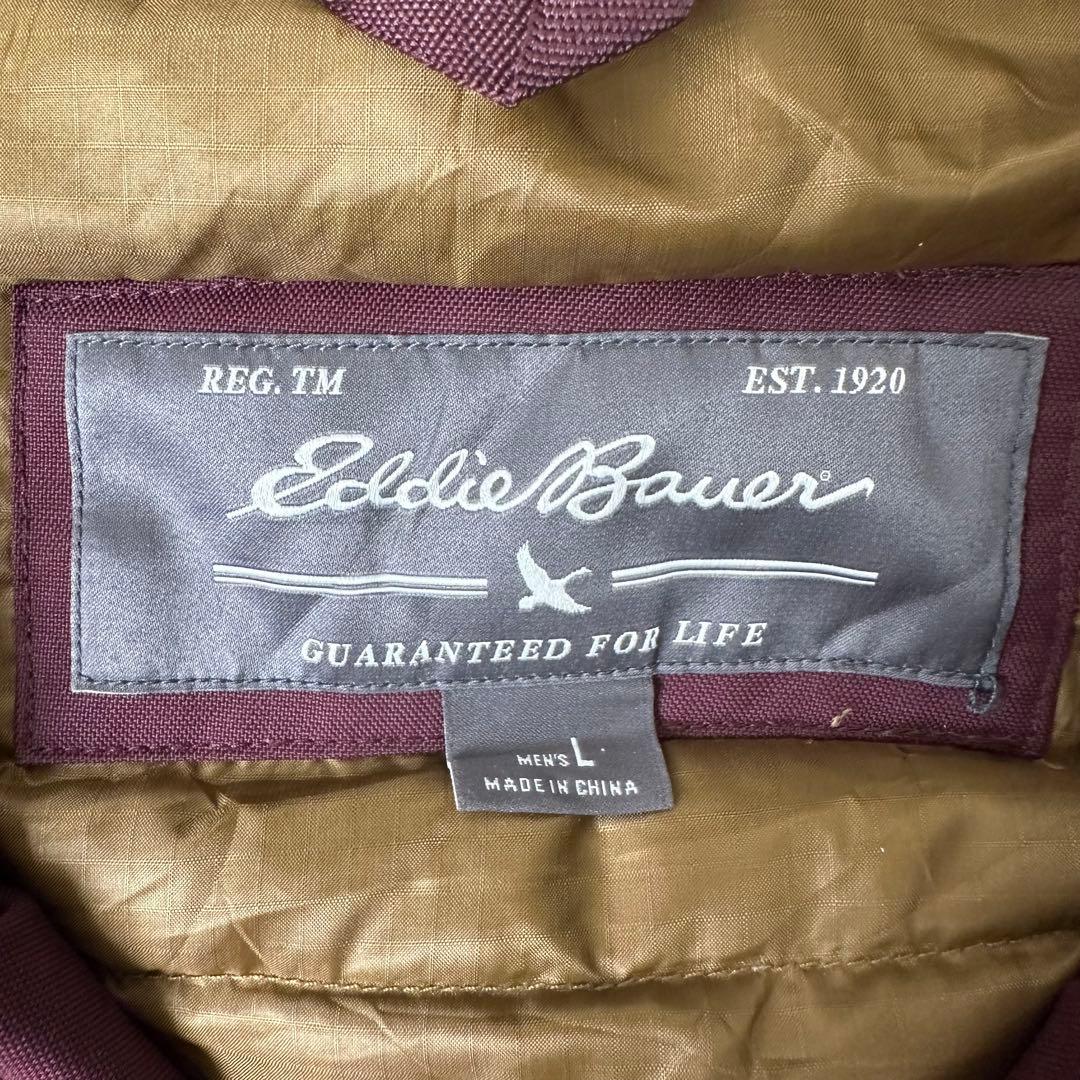 REG. TM
EST. 1920
Eddie Bauer®
GUARANTEED FOR LIFE
MEN'S L
MADE IN CHINA